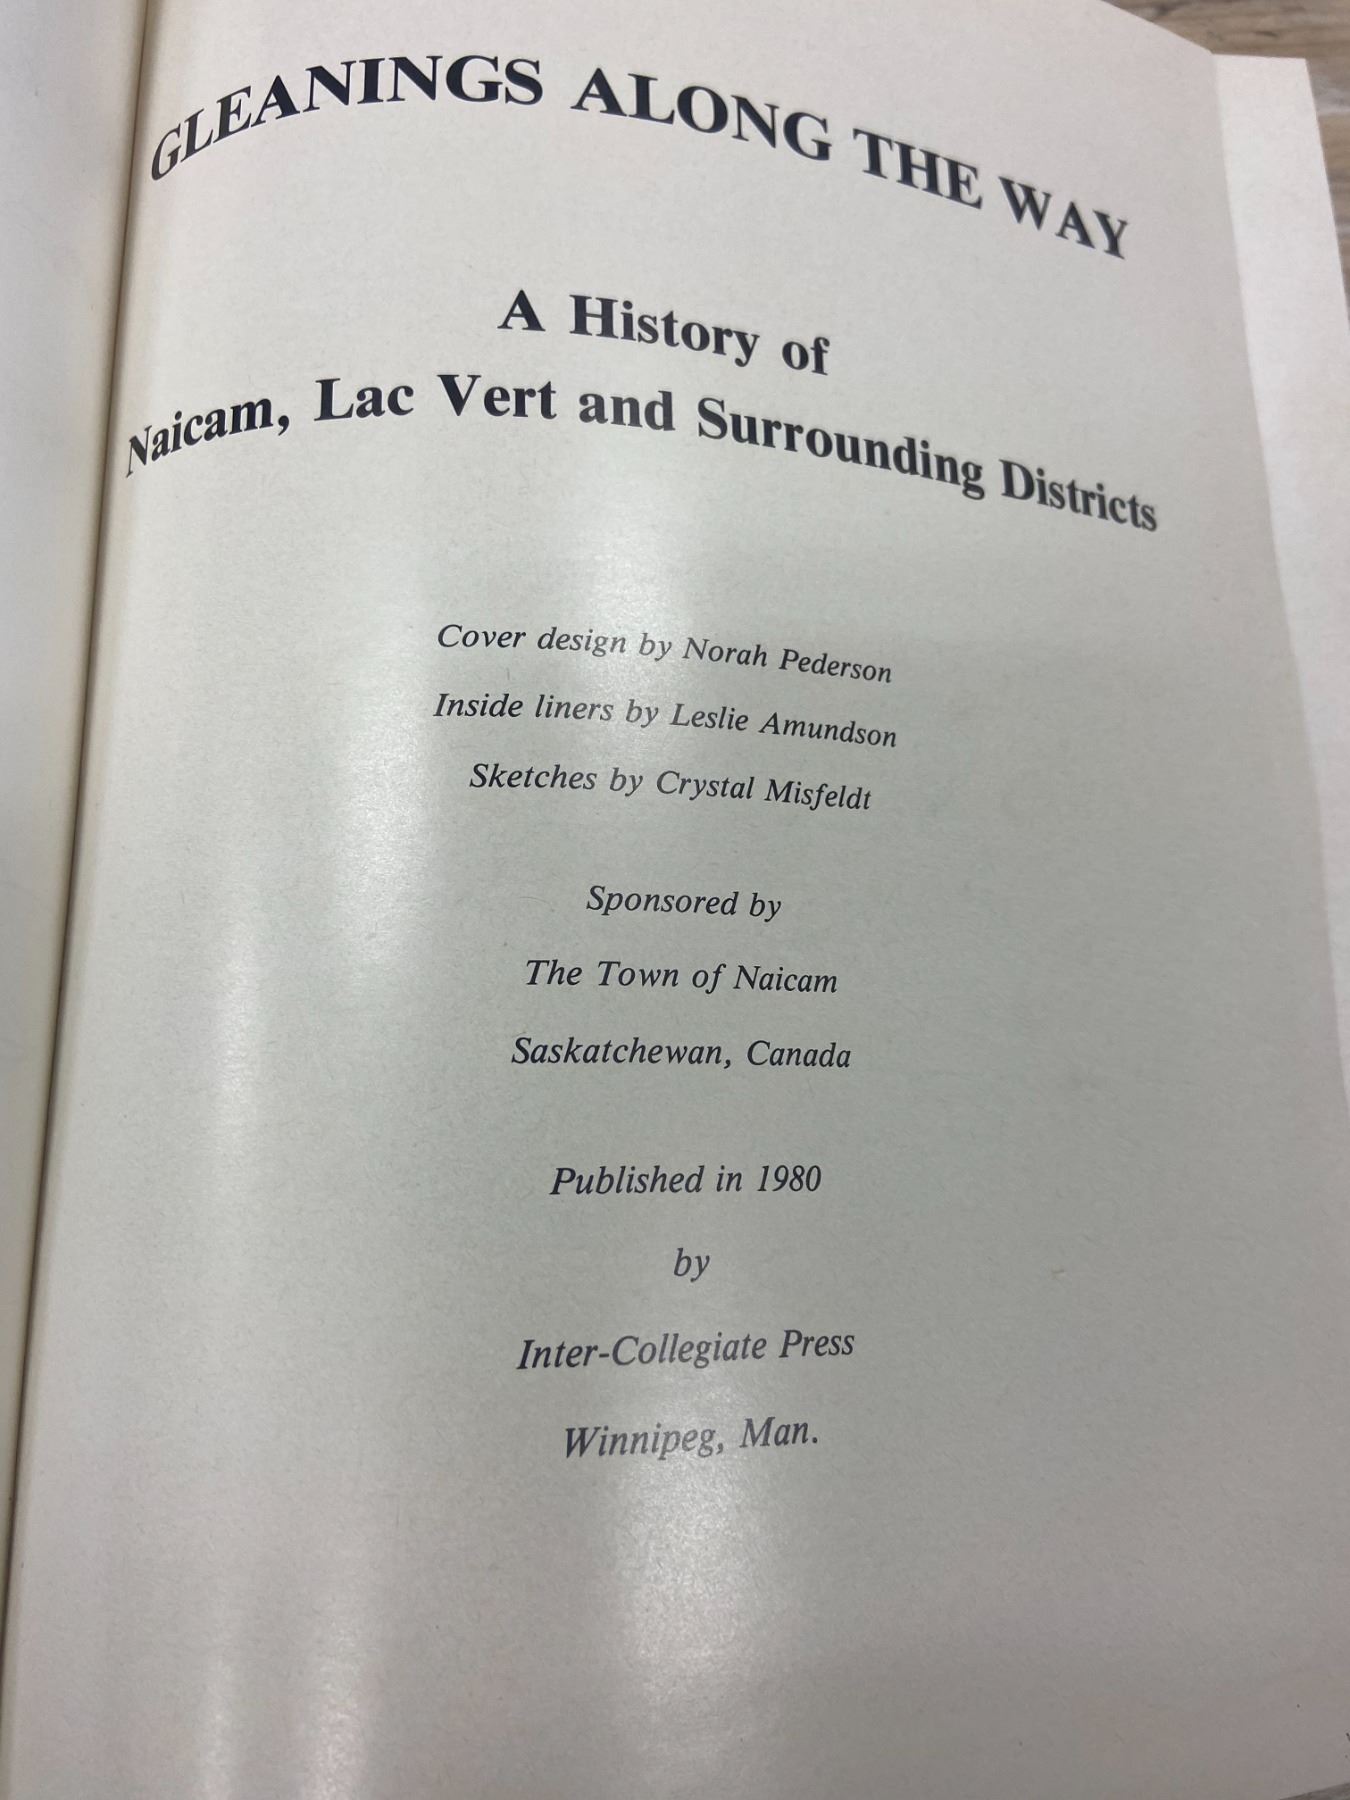 GLEANINGS ALONG THE WAY
A History of
Naicam, Lac Vert and Surrounding Districts
Cover design by Norah Pederson
Inside liners by Leslie Amundson
Sketches by Crystal Misfeldt
Sponsored by
The Town of Naicam
Saskatchewan, Canada
Published in 1980
by
Inter-Collegiate Press
Winnipeg, Man.